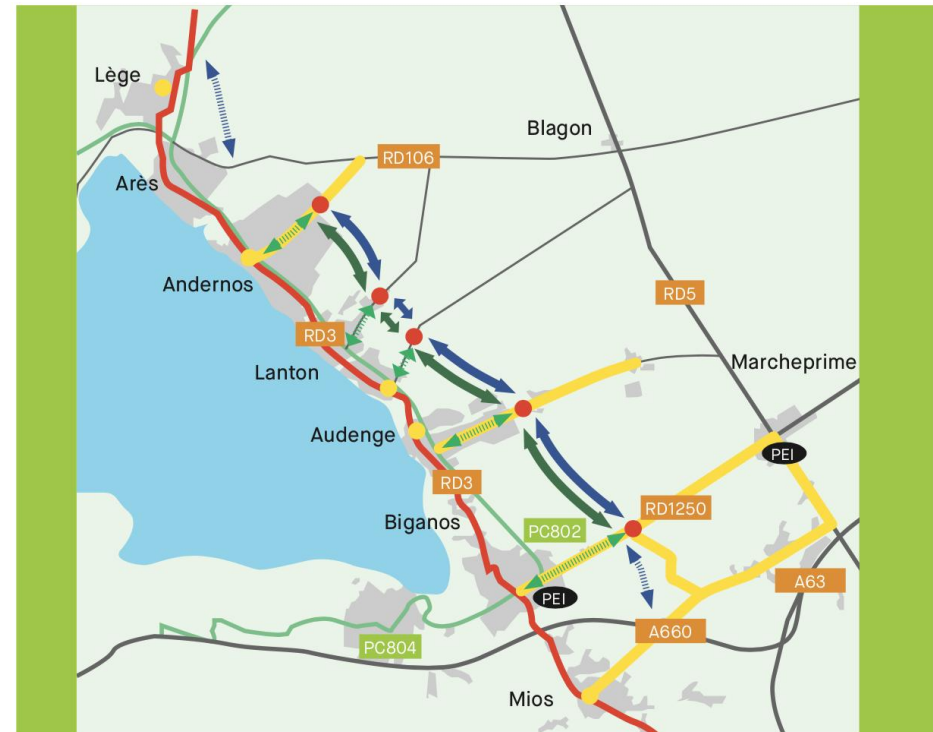 Lège
Blagon
RD106
Arès
Andernos
RD5
RD3
Marcheprime
Lanton
Audenge
PEI
RD3
RD1250
Biganos
PC802
A63
PEI
A660
PC804
Mios